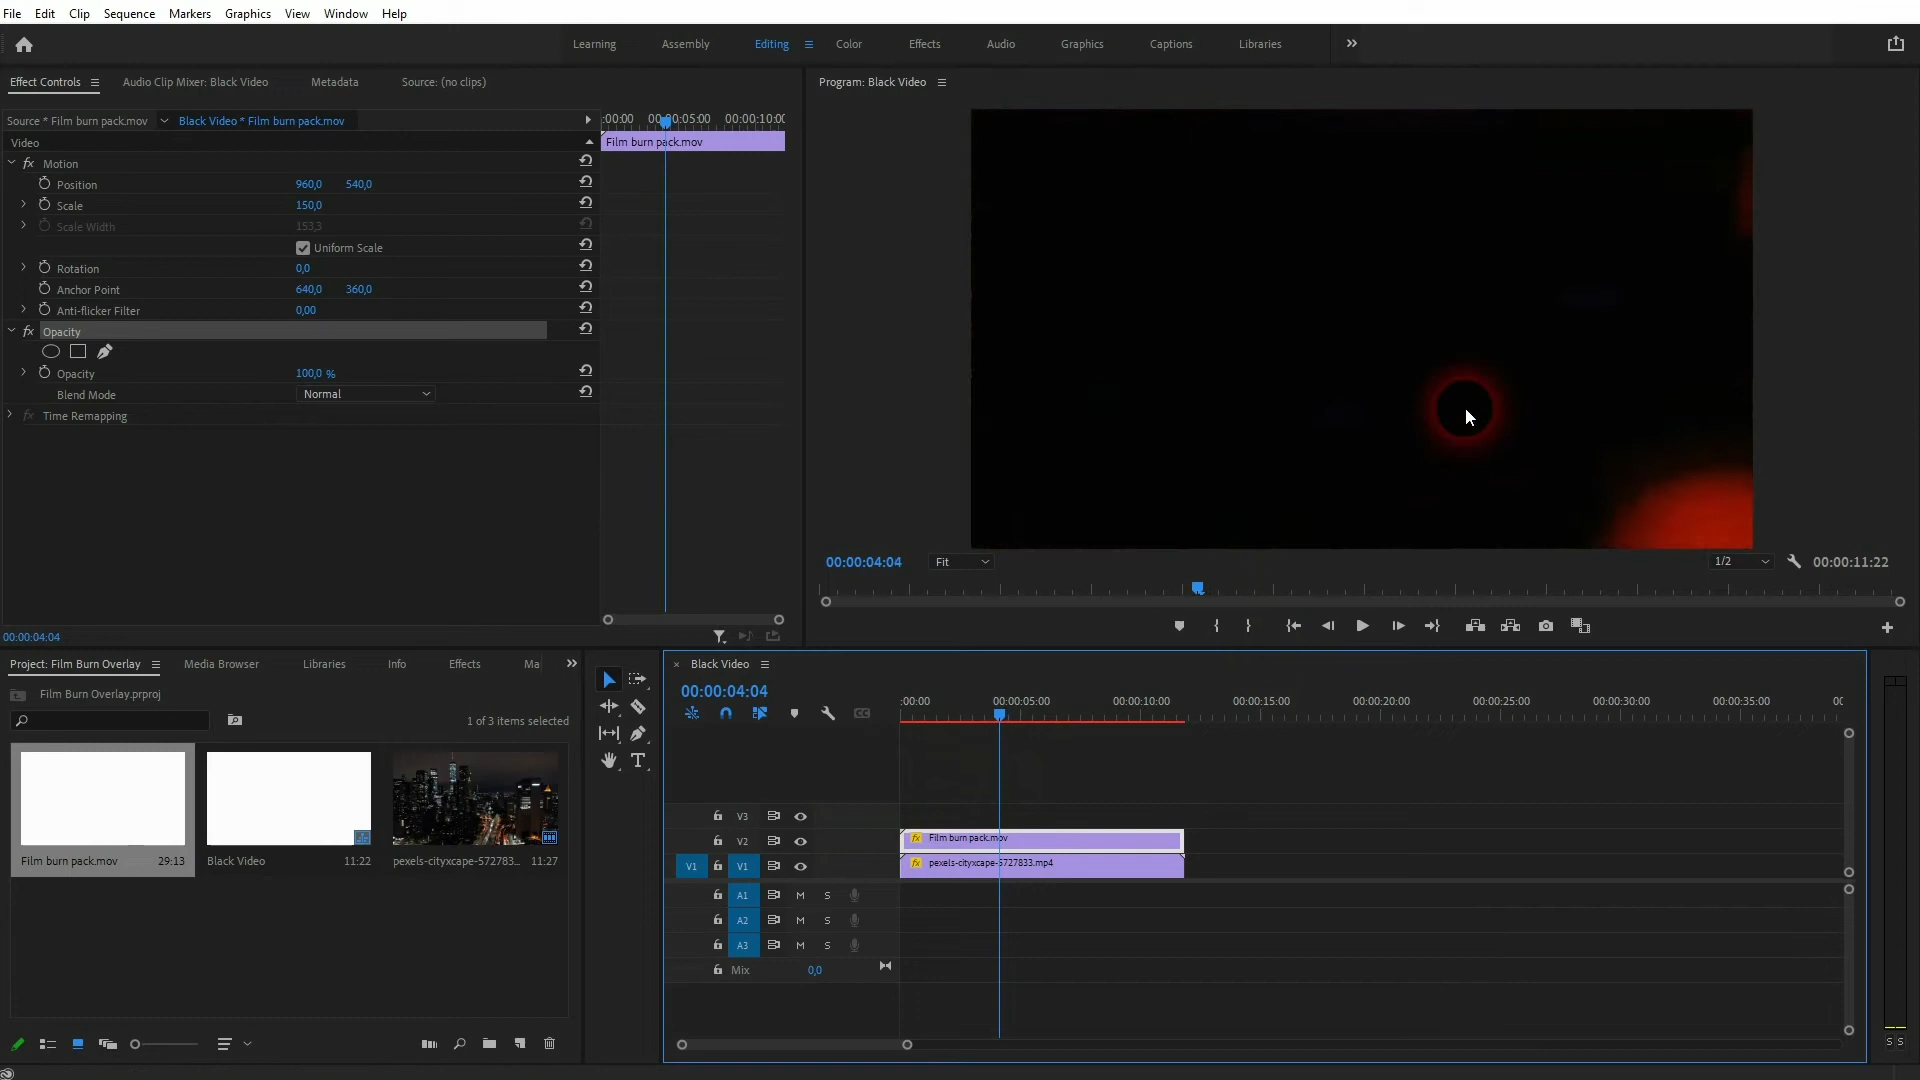 File Edit Clip Sequence Markers Graphics View Window Help
Learning Assembly Editing Color Effects Audio Graphics Captions Libraries
Effect Controls Audio Clip Mixer: Black Video Metadata Source: (no clips)
Program: Black Video
Source * Film burn pack.mov Black Video * Film burn pack.mov
:00:00 00:00:05:00 00:00:10:00
Video
Film burn pack.mov
fx Motion
Position 960,0 540,0
Scale 150,0
Scale Width 153,3
Uniform Scale
Rotation 0,0
Anchor Point 640,0 360,0
Anti-flicker Filter 0,00
fx Opacity
Opacity 100,0 %
Blend Mode Normal
fx Time Remapping
00:00:04:04
00:00:04:04 Fit 1/2 00:00:11:22
Project: Film Burn Overlay Media Browser Libraries Info Effects Ma
Film Burn Overlay.prproj
1 of 3 items selected
Film burn pack.mov 29:13
Black Video 11:22
pexels-cityxcape-572783... 11:27
Black Video
00:00:04:04
:00:00 00:00:05:00 00:00:10:00 00:00:15:00 00:00:20:00 00:00:25:00 00:00:30:00 00:00:35:00
V3
V2 fx Film burn pack.mov
V1 V1 fx pexels-cityxcape-5727833.mp4
A1 M S
A2 M S
A3 M S
Mix 0,0
S S